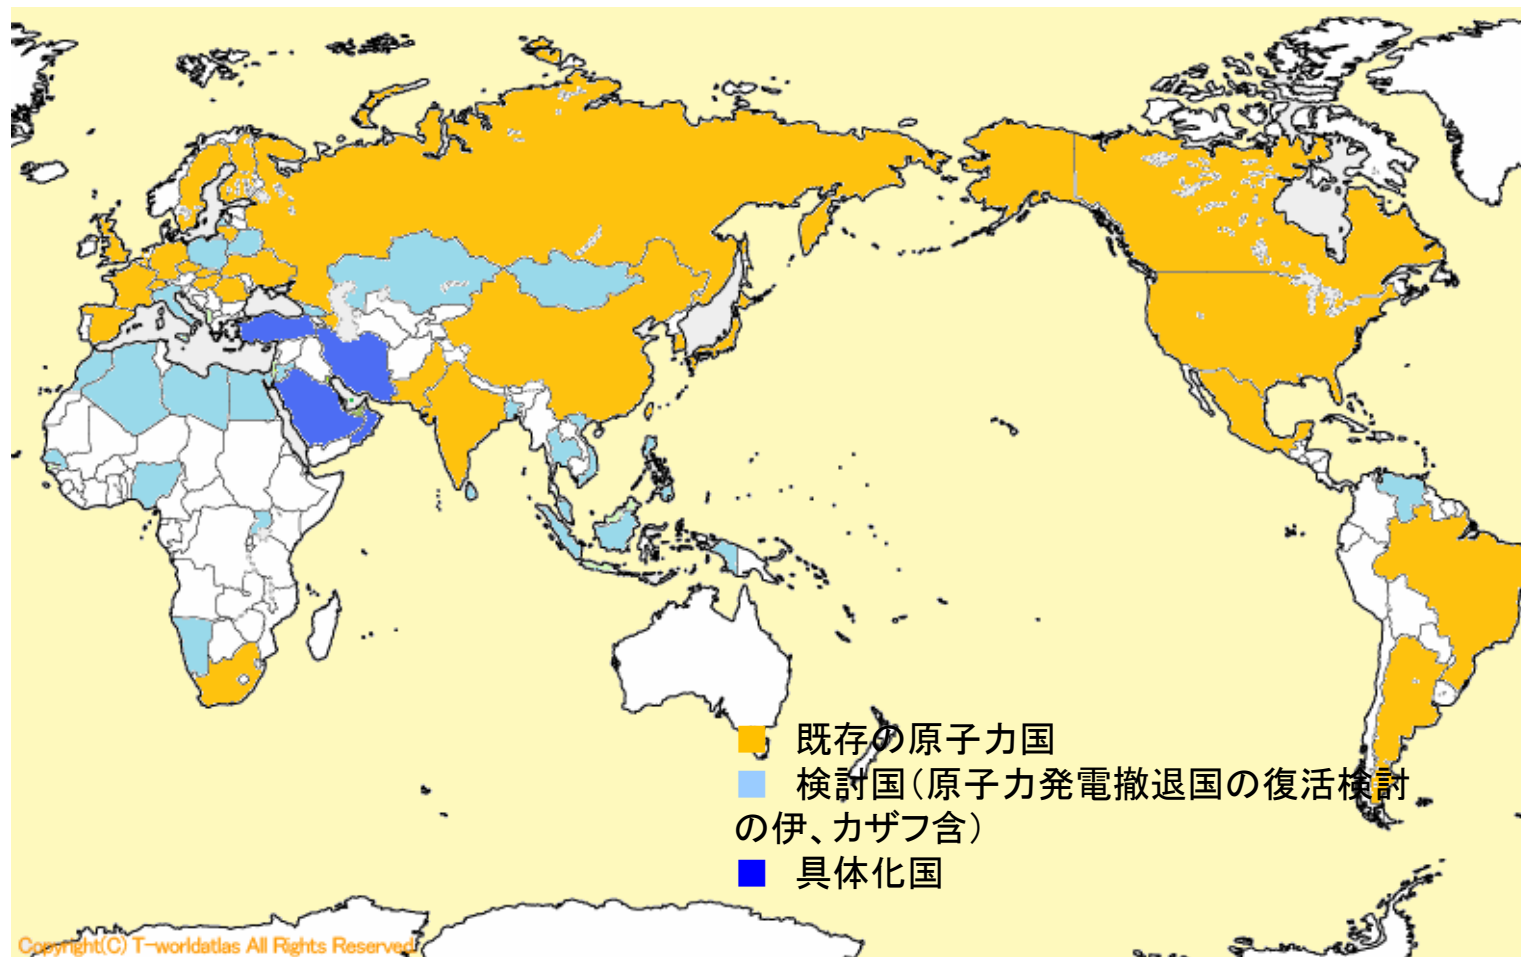 ■ 既存の原子力国
■ 検討国（原子力発電撤退国の復活検討
の伊、カザフ含）
■ 具体化国
Copyright(C) T-worldatlas All Rights Reserved